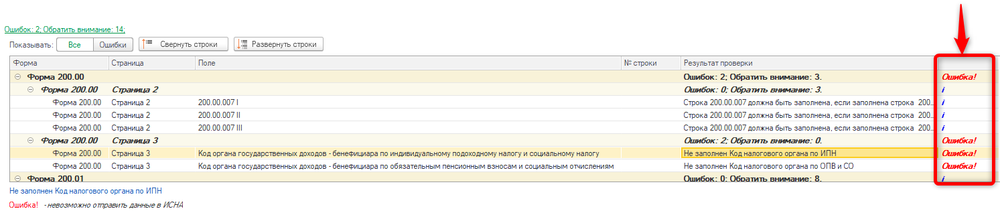 Ошибок: 2; Обратить внимание: 14;
Показывать: Все Ошибки Свернуть строки Развернуть строки
Форма Страница Поле № строки Результат проверки
Форма 200.00 Ошибок: 2; Обратить внимание: 3. Ошибка!
Форма 200.00 Страница 2 Ошибок: 0; Обратить внимание: 3. i
Форма 200.00 Страница 2 200.00.007 I Строка 200.00.007 должна быть заполнена, если заполнена строка 200... i
Форма 200.00 Страница 2 200.00.007 II Строка 200.00.007 должна быть заполнена, если заполнена строка 200... i
Форма 200.00 Страница 2 200.00.007 III Строка 200.00.007 должна быть заполнена, если заполнена строка 200... i
Форма 200.00 Страница 3 Ошибок: 2; Обратить внимание: 0. Ошибка!
Форма 200.00 Страница 3 Код органа государственных доходов - бенефициара по индивидуальному подоходному налогу и социальному налогу Не заполнен Код налогового органа по ИПН Ошибка!
Форма 200.00 Страница 3 Код органа государственных доходов - бенефициара по обязательным пенсионным взносам и социальным отчислениям Не заполнен Код налогового органа по ОПВ и СО Ошибка!
Форма 200.01 Ошибок: 0; Обратить внимание: 8. i
Не заполнен Код налогового органа по ИПН
Ошибка! - невозможно отправить данные в ИСНА